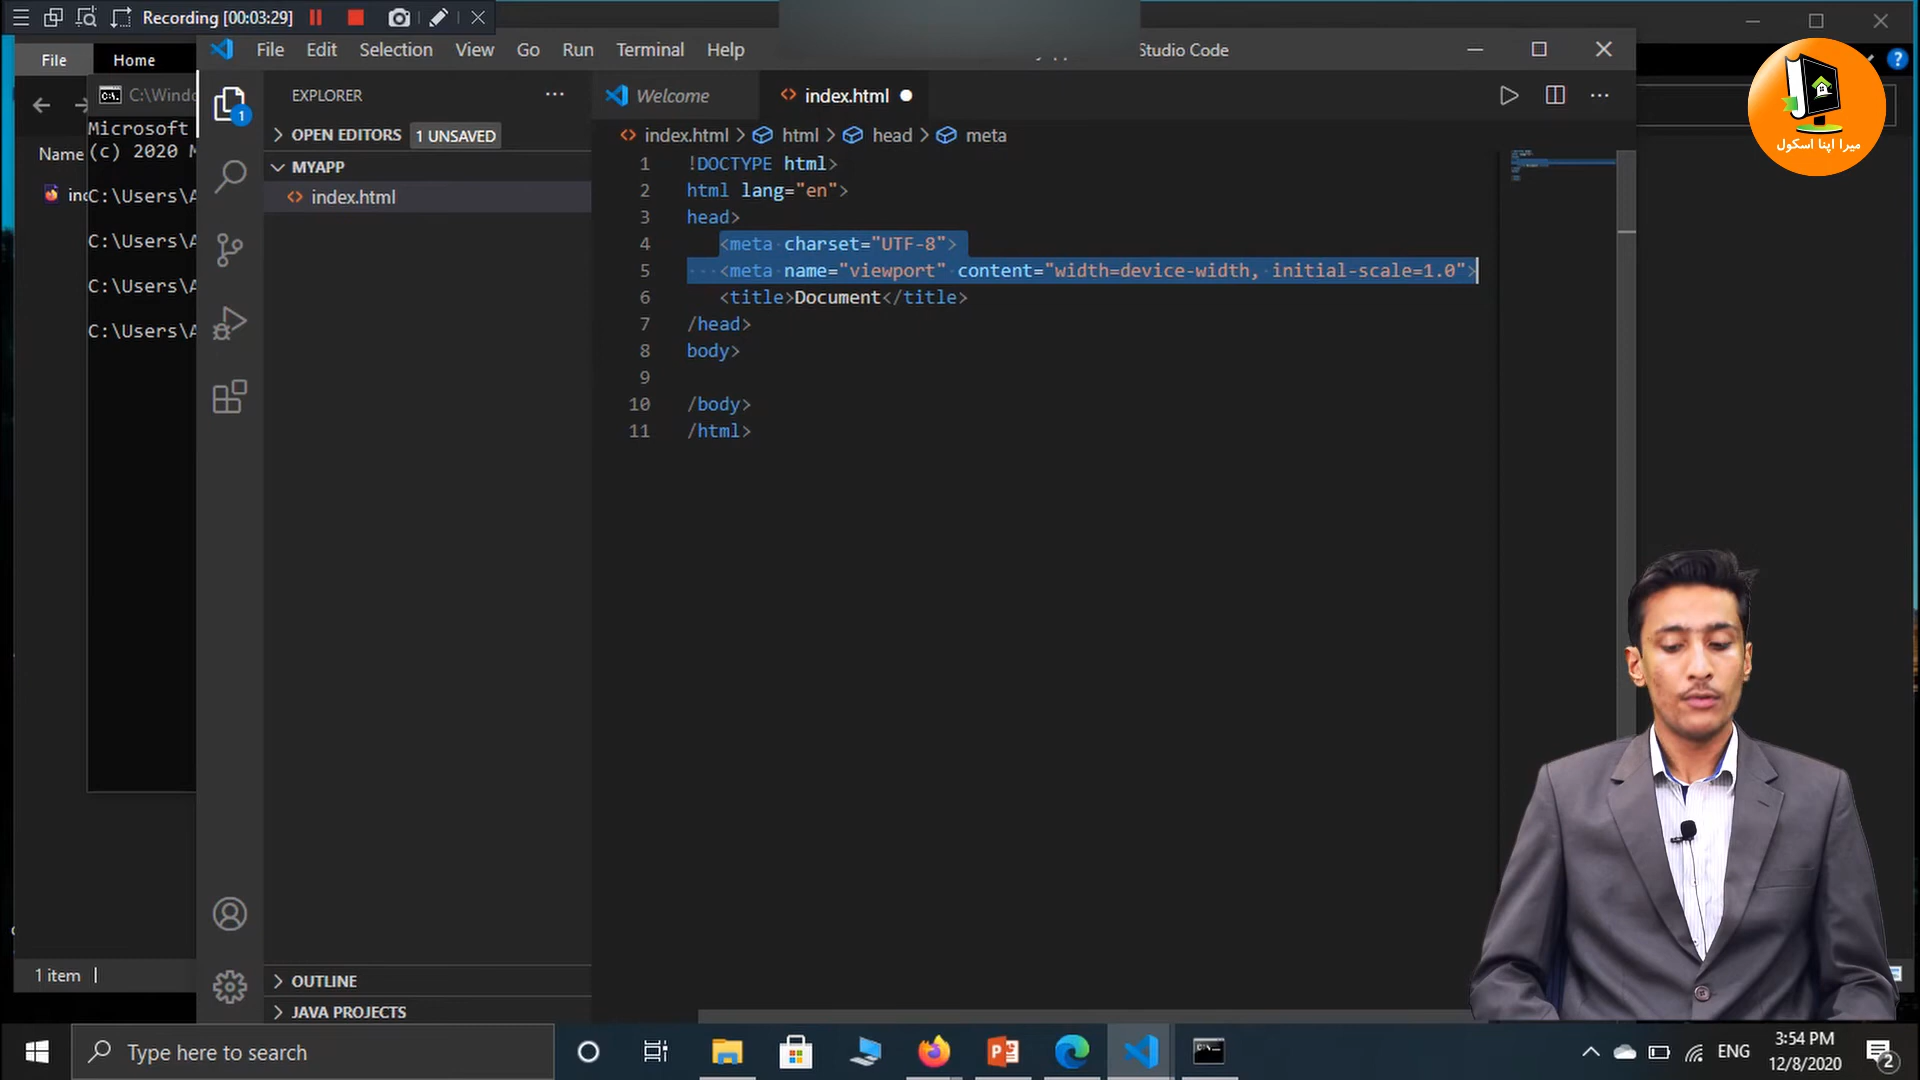 Recording [00:03:29]
File Edit Selection View Go Run Terminal Help
Studio Code
File Home
C:\Windo
Microsoft
(c) 2020 M
Name
C:\Users\A
C:\Users\A
C:\Users\A
C:\Users\A
1 item
EXPLORER
1
OPEN EDITORS 1 UNSAVED
MYAPP
index.html
OUTLINE
JAVA PROJECTS
Welcome index.html
index.html > html > head > meta
1 !DOCTYPE html>
2 html lang="en">
3 head>
4 <meta charset="UTF-8">
5 <meta name="viewport" content="width=device-width, initial-scale=1.0">
6 <title>Document</title>
7 /head>
8 body>
9
10 /body>
11 /html>
میرا اپنا اسکول
Type here to search
ENG
3:54 PM
12/8/2020
2